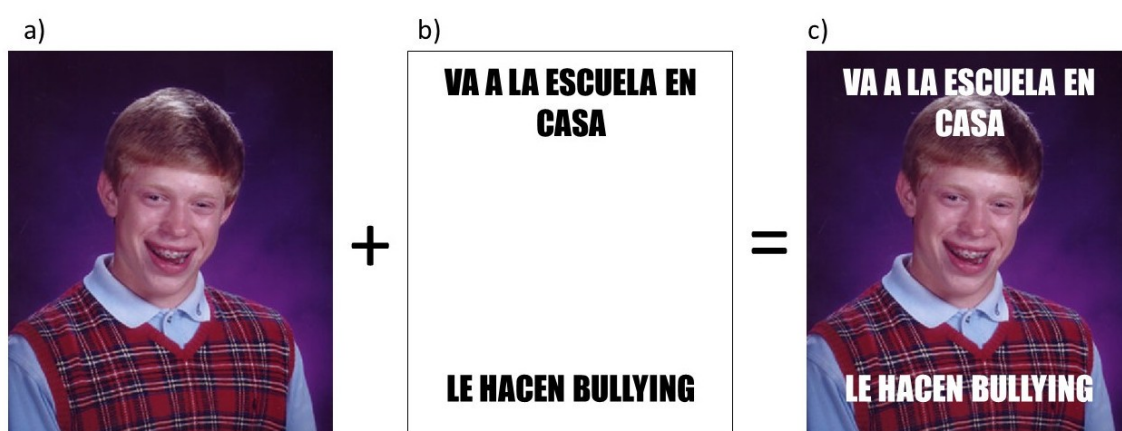 a)
b)
c)
VA A LA ESCUELA EN
CASA
LE HACEN BULLYING
+
=
VA A LA ESCUELA EN
CASA
LE HACEN BULLYING